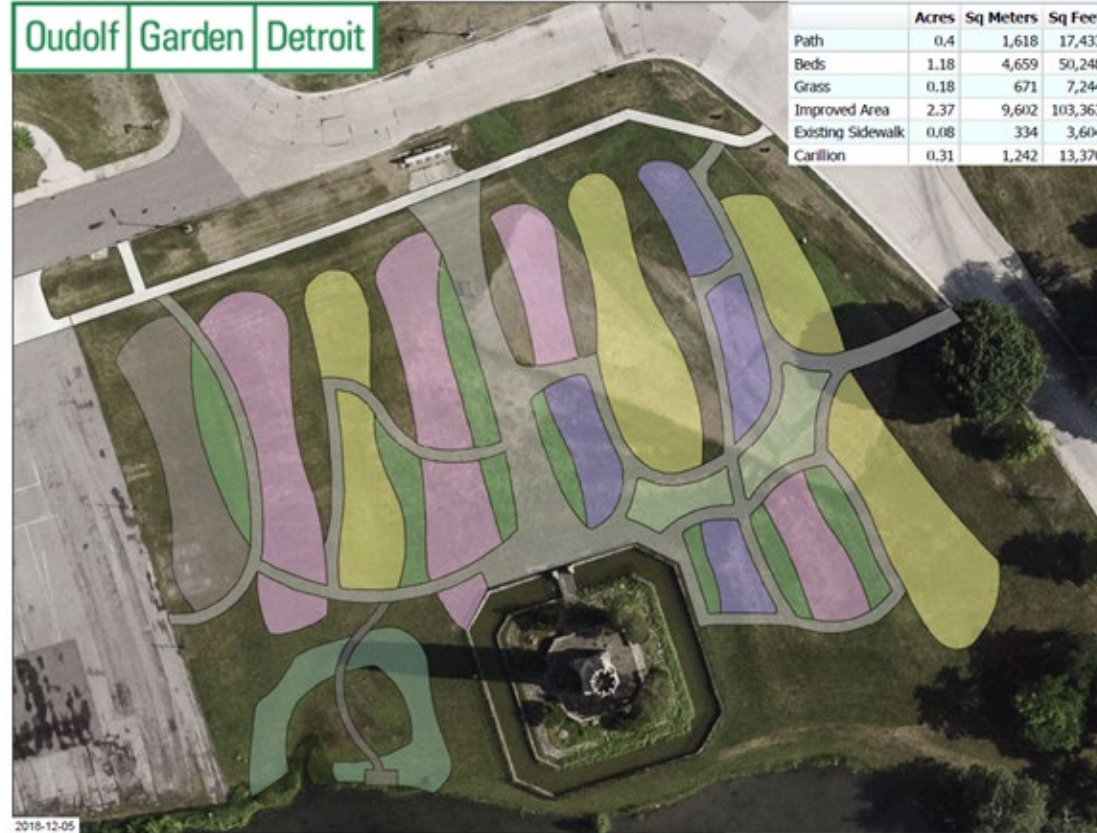 Oudolf Garden Detroit
Acres Sq Meters Sq Feet
Path 0.4 1,618 17,433
Beds 1.18 4,659 50,248
Grass 0.18 671 7,244
Improved Area 2.37 9,602 103,363
Existing Sidewalk 0.08 334 3,604
Carillion 0.31 1,242 13,370
2018-12-05